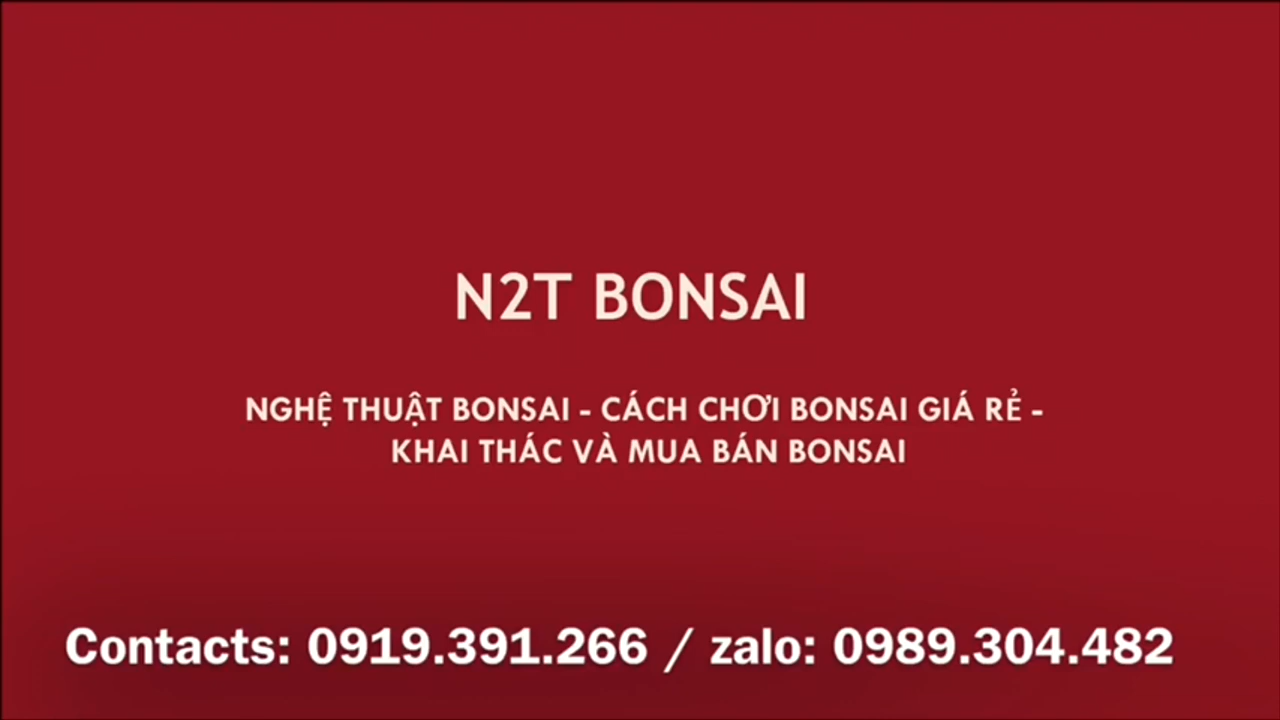 N2T BONSAI
NGHỆ THUẬT BONSAI - CÁCH CHƠI BONSAI GIÁ RẺ -
KHAI THÁC VÀ MUA BÁN BONSAI
Contacts: 0919.391.266 / zalo: 0989.304.482